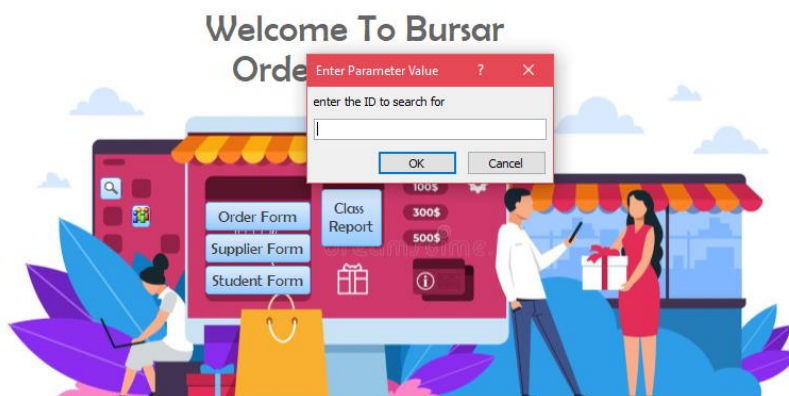 Welcome To Bursar
Orde
Enter Parameter Value ? ×
enter the ID to search for
OK Cancel
100$
Class
Report
300$
500$
Order Form
Supplier Form
Student Form